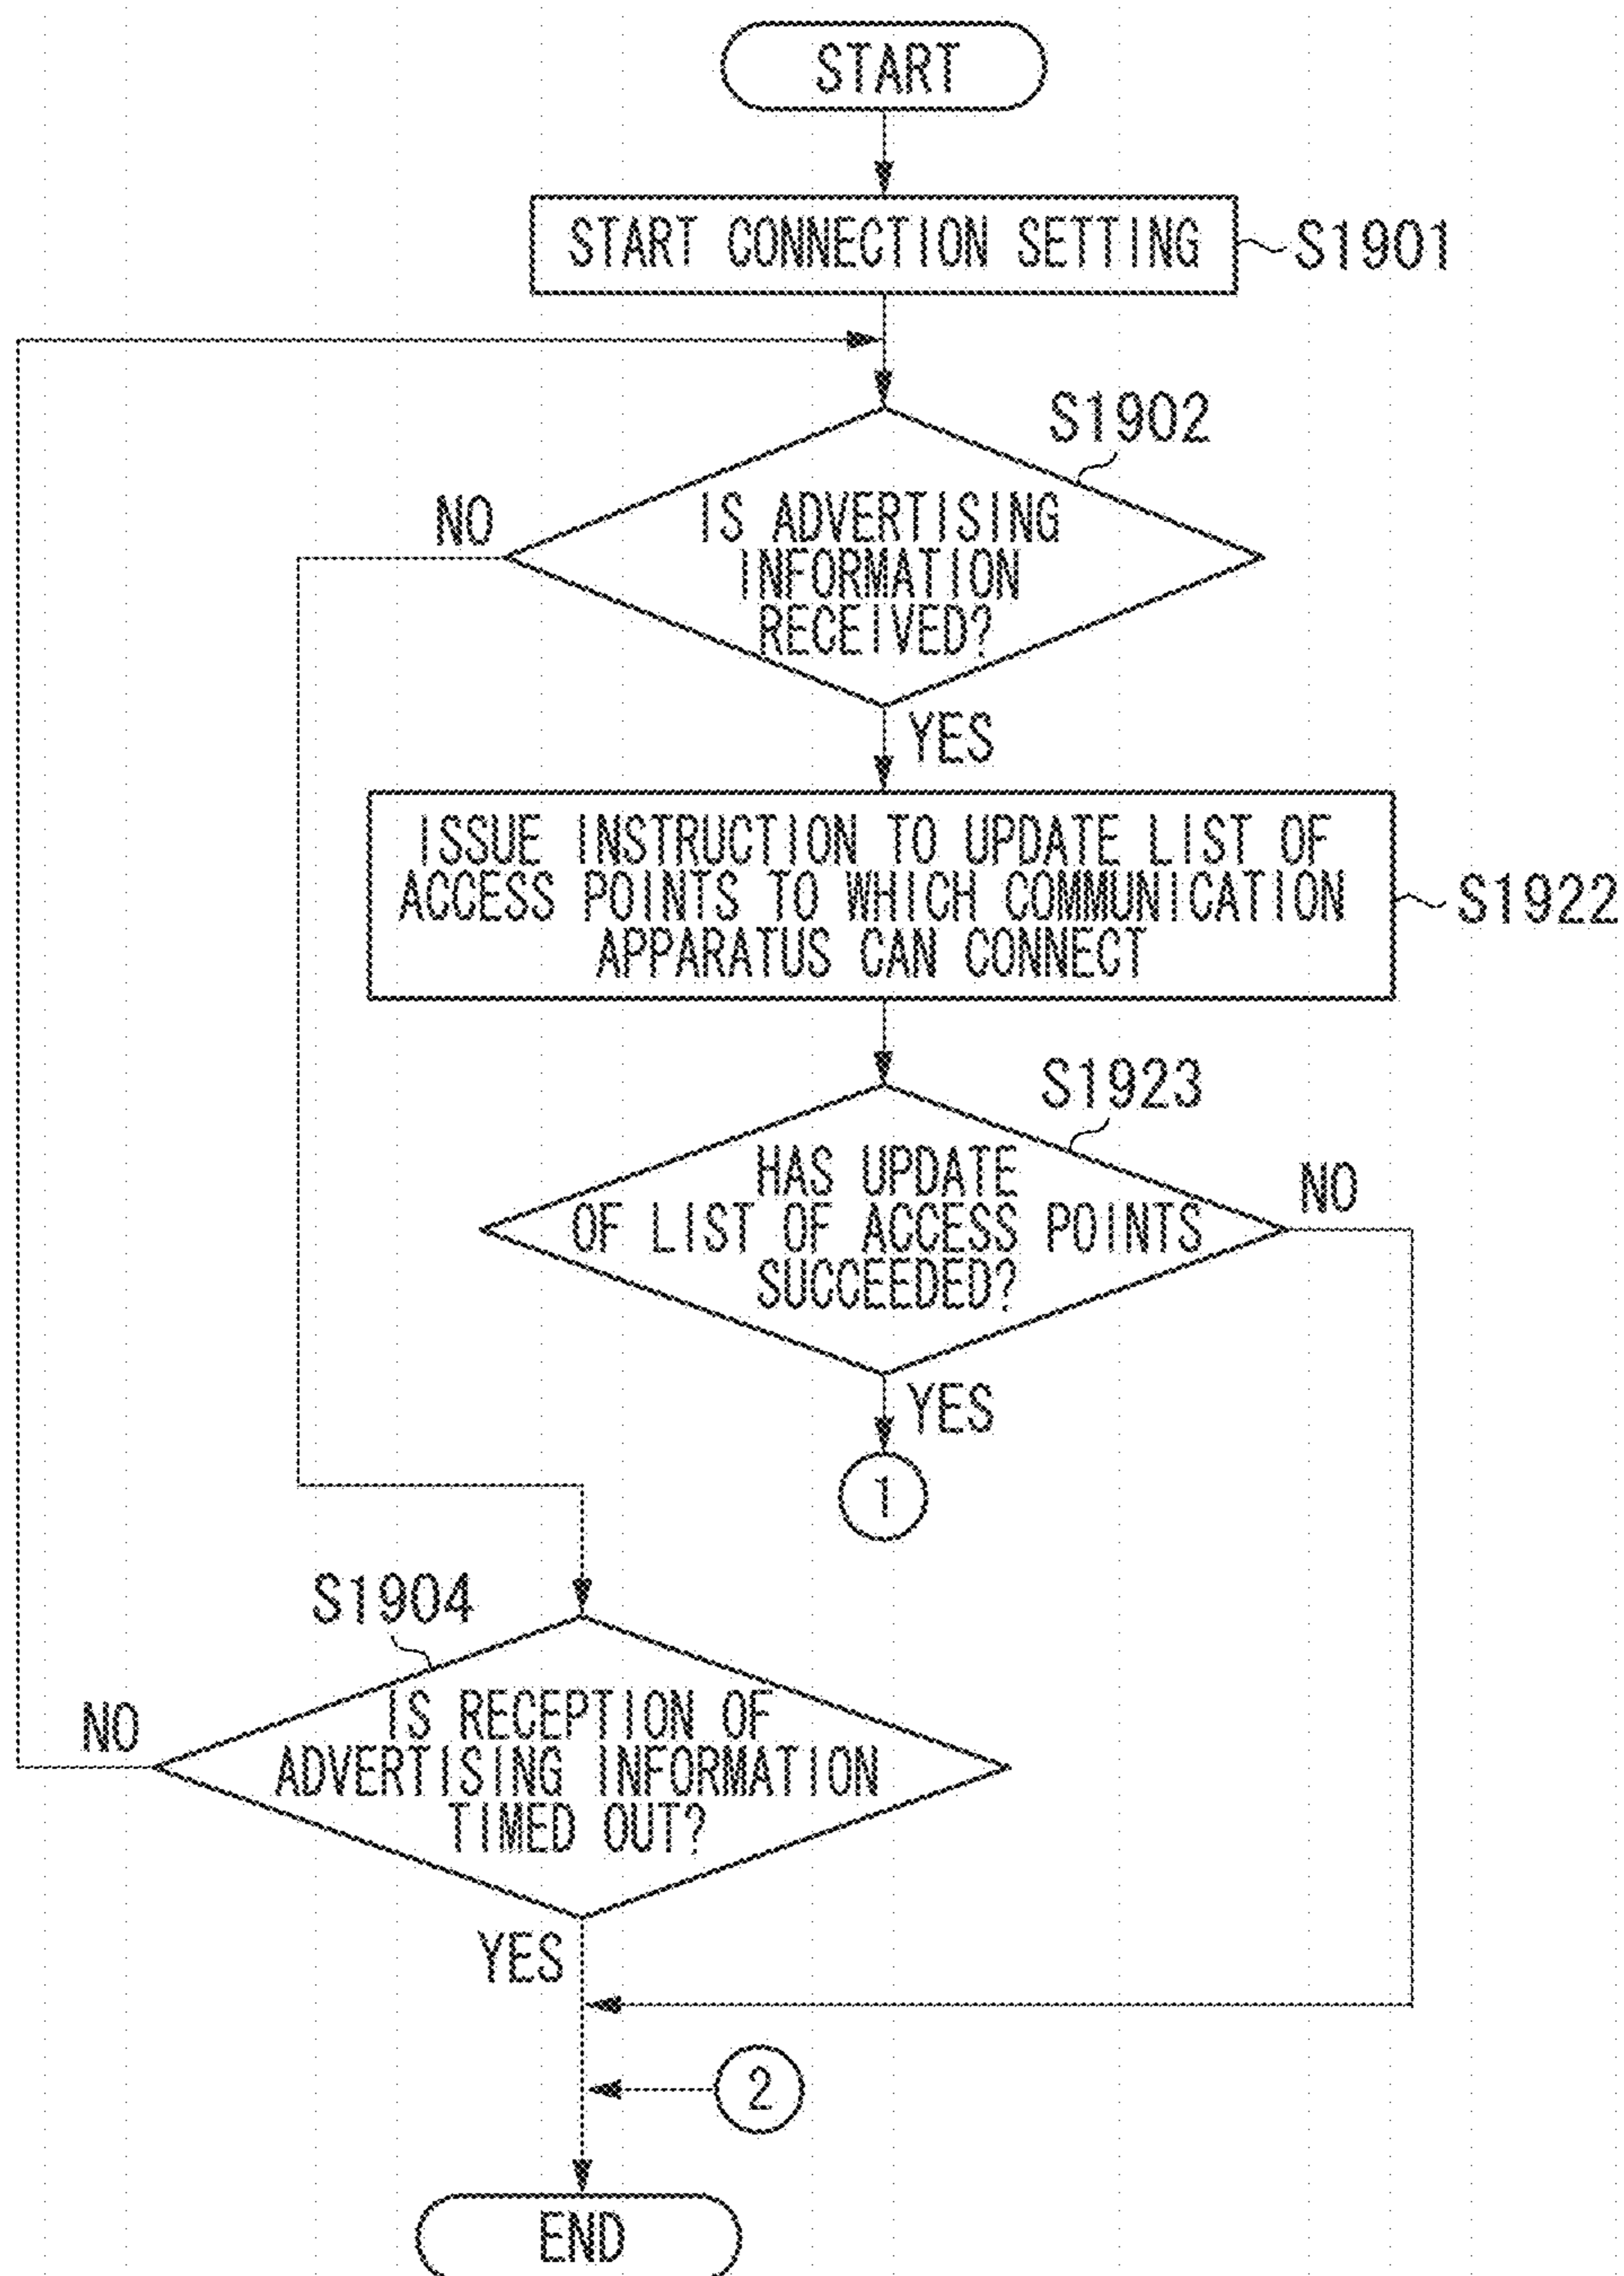 START
START CONNECTION SETTING
S1901
S1902
NO
IS ADVERTISING
INFORMATION
RECEIVED?
YES
ISSUE INSTRUCTION TO UPDATE LIST OF
ACCESS POINTS TO WHICH COMMUNICATION
APPARATUS CAN CONNECT
S1922
S1923
HAS UPDATE
OF LIST OF ACCESS POINTS
SUCCEEDED?
NO
YES
1
S1904
NO
IS RECEPTION OF
ADVERTISING INFORMATION
TIMED OUT?
YES
2
END